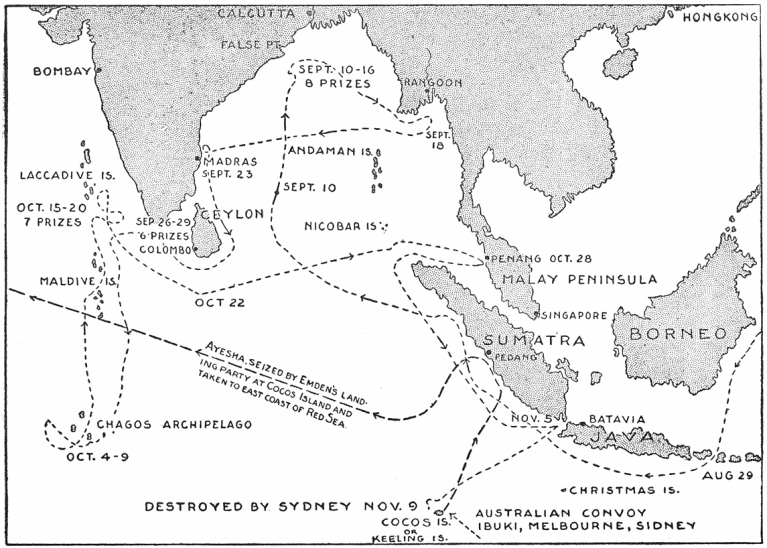 CALCUTTA
HONGKONG
FALSE PT.
BOMBAY
SEPT. 10-16
8 PRIZES
RANGOON
SEPT.
18
ANDAMAN IS.
MADRAS
SEPT. 23
LACCADIVE IS.
SEPT. 10
OCT. 15-20
7 PRIZES
CEYLON
SEP 26-29
6 PRIZES
COLOMBO
NICOBAR IS.
PENANG OCT. 28
MALAY PENINSULA
MALDIVE IS.
OCT 22
SINGAPORE
BORNEO
SUMATRA
PEDANG
AYESHA, SEIZED BY EMDEN'S LAND-
ING PARTY AT COCOS ISLAND AND
TAKEN TO EAST COAST OF RED SEA.
CHAGOS ARCHIPELAGO
NOV. 5
BATAVIA
JAVA
OCT. 4-9
AUG 29
CHRISTMAS IS.
DESTROYED BY SYDNEY NOV. 9
COCOS IS.
OR
KEELING IS.
AUSTRALIAN CONVOY
IBUKI, MELBOURNE, SIDNEY